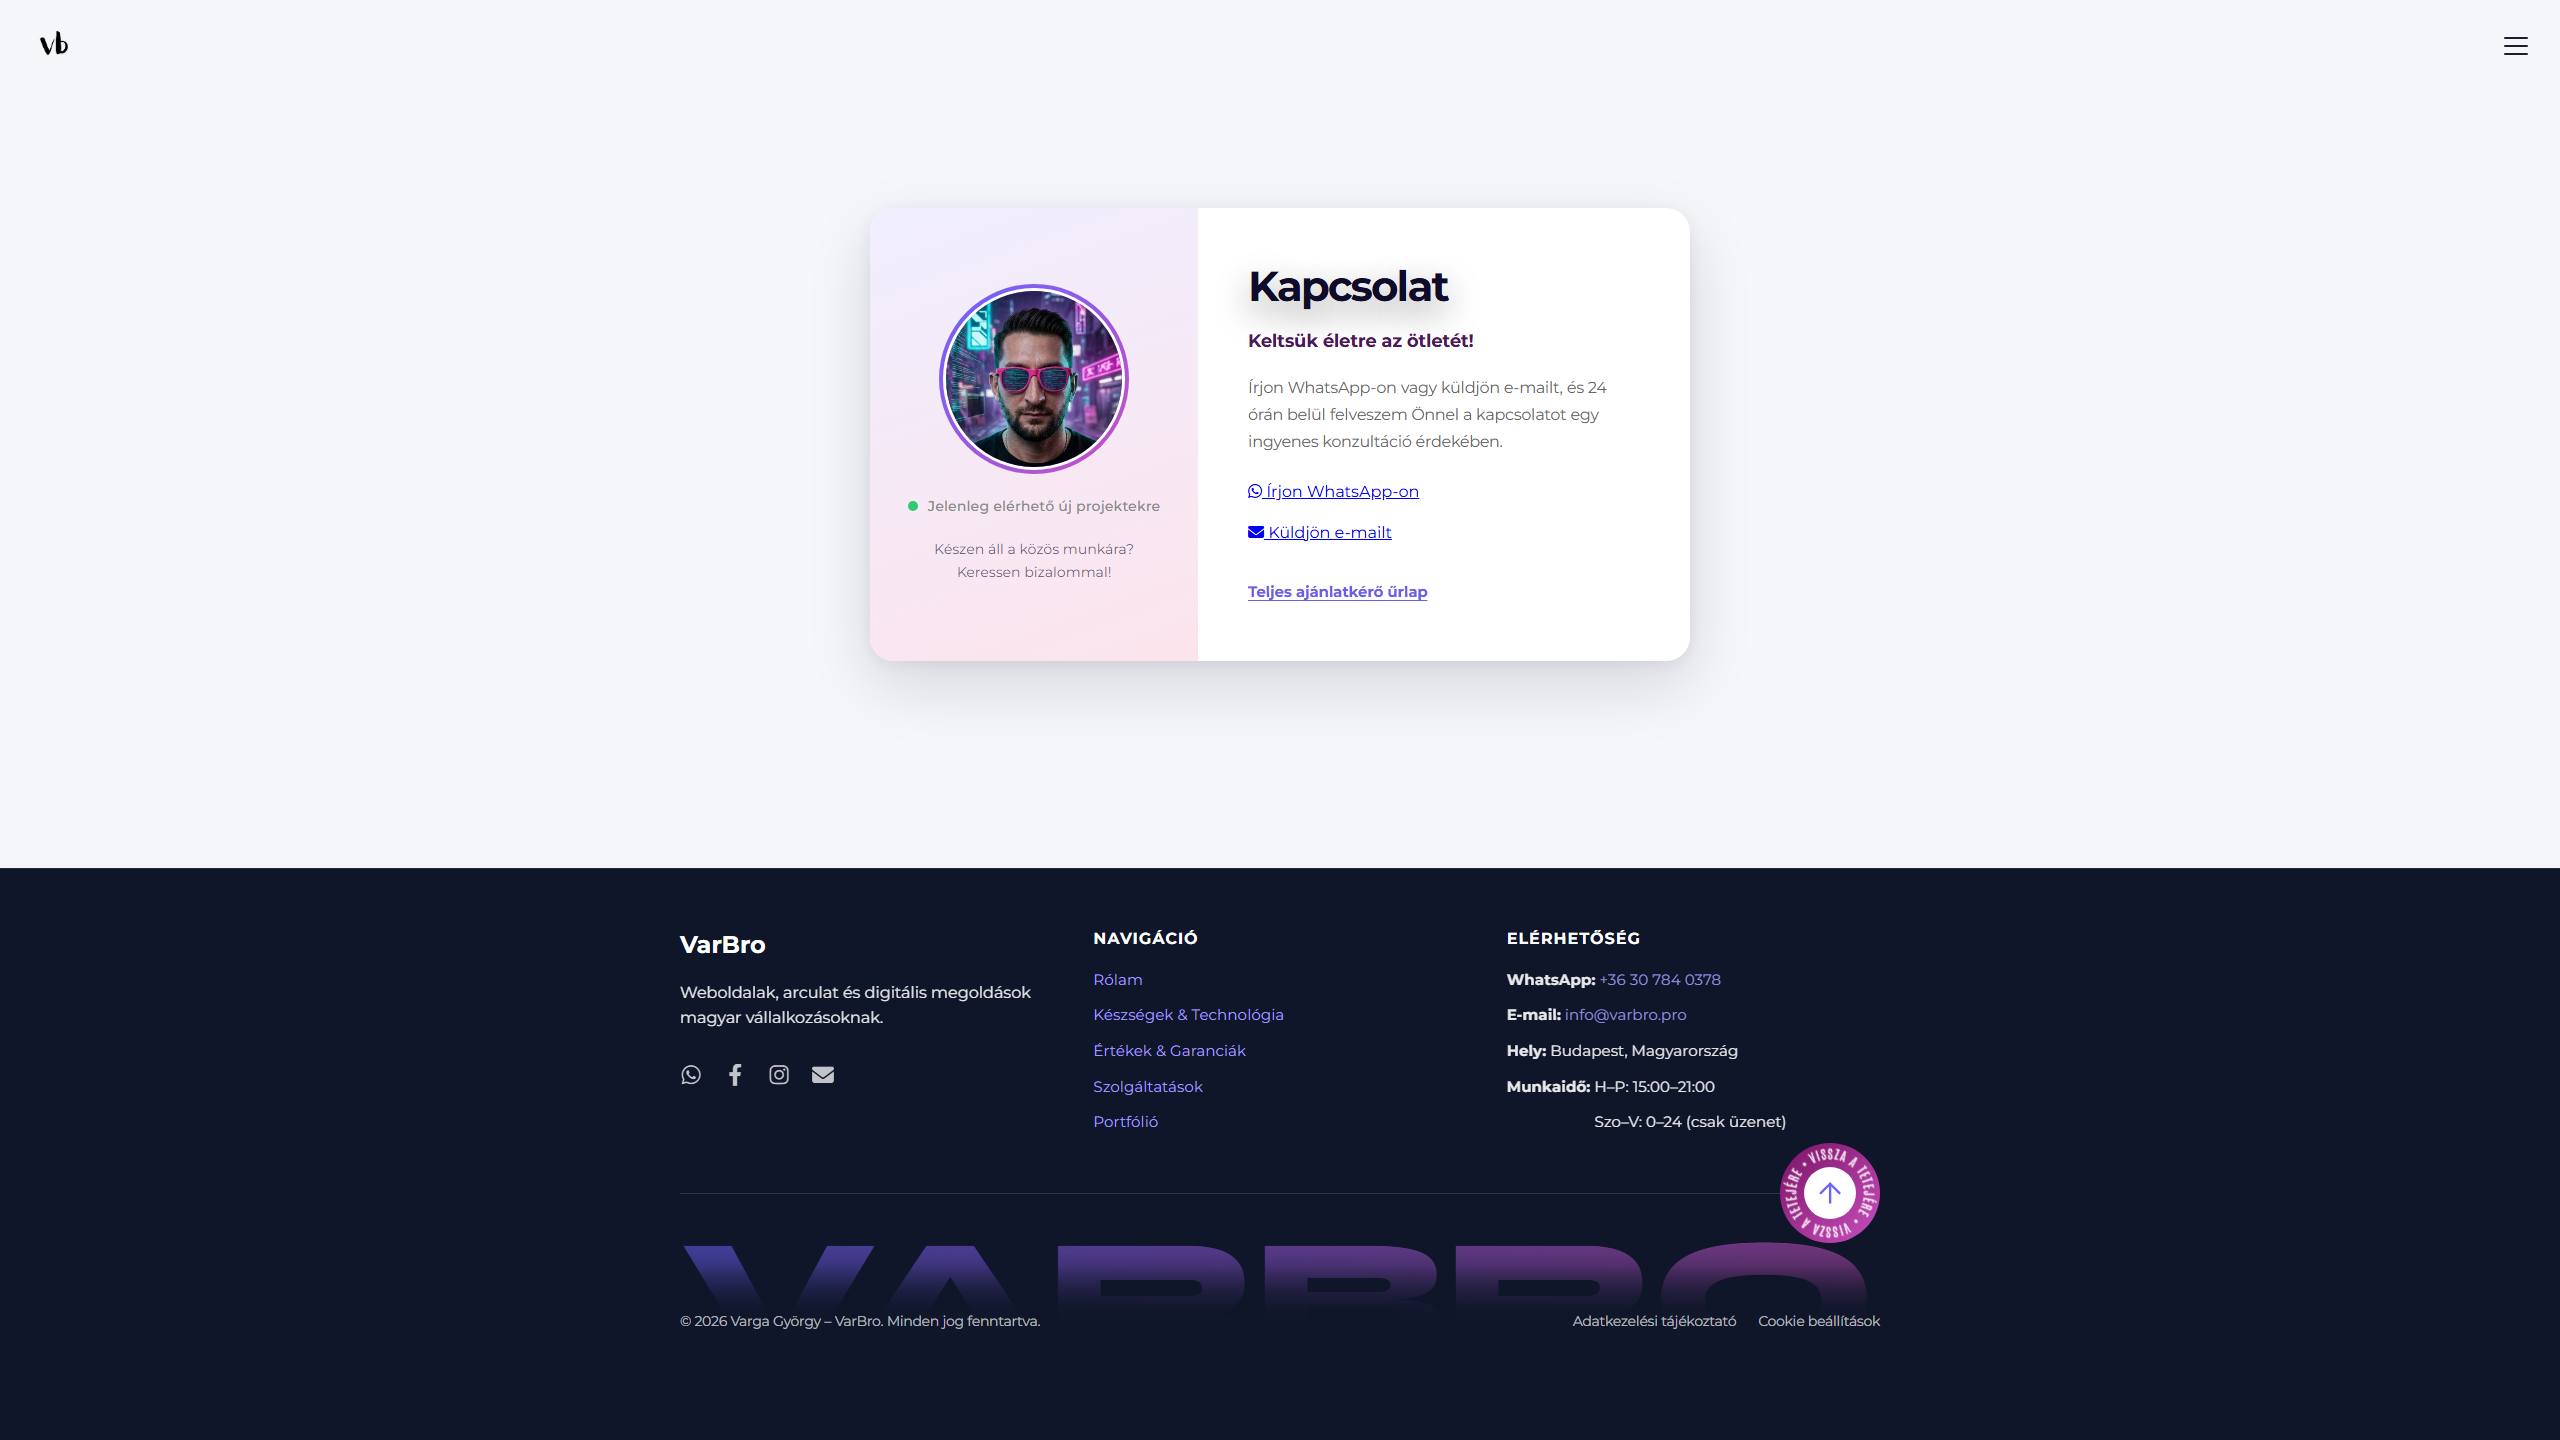 vb
Kapcsolat
Keltsük életre az ötletét!
Írjon WhatsApp-on vagy küldjön e-mailt, és 24
órán belül felveszem Önnel a kapcsolatot egy
ingyenes konzultáció érdekében.
Írjon WhatsApp-on
Küldjön e-mailt
Teljes ajánlatkérő űrlap
Jelenleg elérhető új projektekre
Készen áll a közös munkára?
Keressen bizalommal!
VarBro
Weboldalak, arculat és digitális megoldások
magyar vállalkozásoknak.
NAVIGÁCIÓ
Rólam
Készségek & Technológia
Értékek & Garanciák
Szolgáltatások
Portfólió
ELÉRHETŐSÉG
WhatsApp: +36 30 784 0378
E-mail: info@varbro.pro
Hely: Budapest, Magyarország
Munkaidő: H–P: 15:00–21:00
Szo–V: 0–24 (csak üzenet)
VISSZA A TETEJÉRE • VISSZA A TETEJÉRE •
VARBRO
© 2026 Varga György – VarBro. Minden jog fenntartva.
Adatkezelési tájékoztató Cookie beállítások